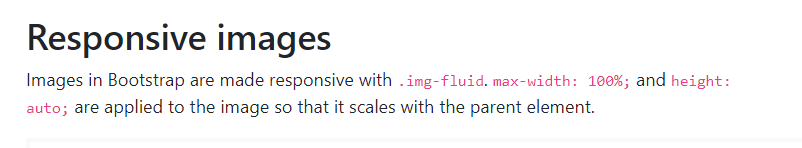 Responsive images
Images in Bootstrap are made responsive with .img-fluid. max-width: 100%; and height:
auto; are applied to the image so that it scales with the parent element.